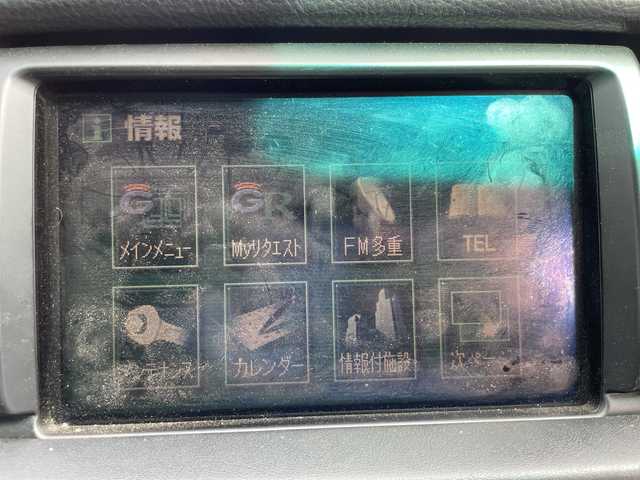 情報
メインメニュー
Myリクエスト
FM多重
TEL
メンテナンス
カレンダー
情報付施設
次ページ